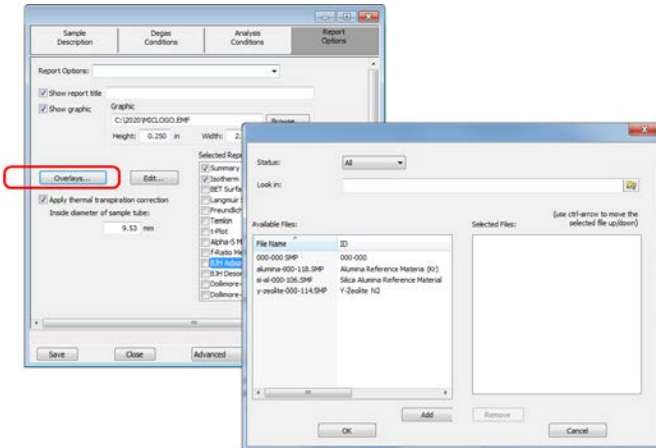 Sample
Description
Degas
Conditions
Analysis
Conditions
Report
Options
Report Options:
Show report title
Show graphic
Graphic
C:\2020\MICLOGO.EMF
Browse...
Height: 0.250 in Width: 2.
Overlays... Edit...
Apply thermal transpiration correction
Inside diameter of
sample tube:
9.53 mm
Selected Repo
Summary
Isotherm
BET Surfa
Langmuir
Freundlich
Temkin
t-Plot
Alpha-S M
f-Ratio Me
BJH Adsor
BJH Desor
Dollimore-
Dollimore-
Save Close Advanced
Status: All
Look in:
Available Files:
Selected Files:
(use ctrl-arrow to move the
selected file up/down)
File Name ID
000-000.SMP 000-000
alumina-000-118.SMP Alumina Reference Materia (Kr)
si-al-000-106.SMP Silica Alumina Reference Material
y-zeolite-000-114.SMP Y-Zeolite N2
Add Remove
OK Cancel